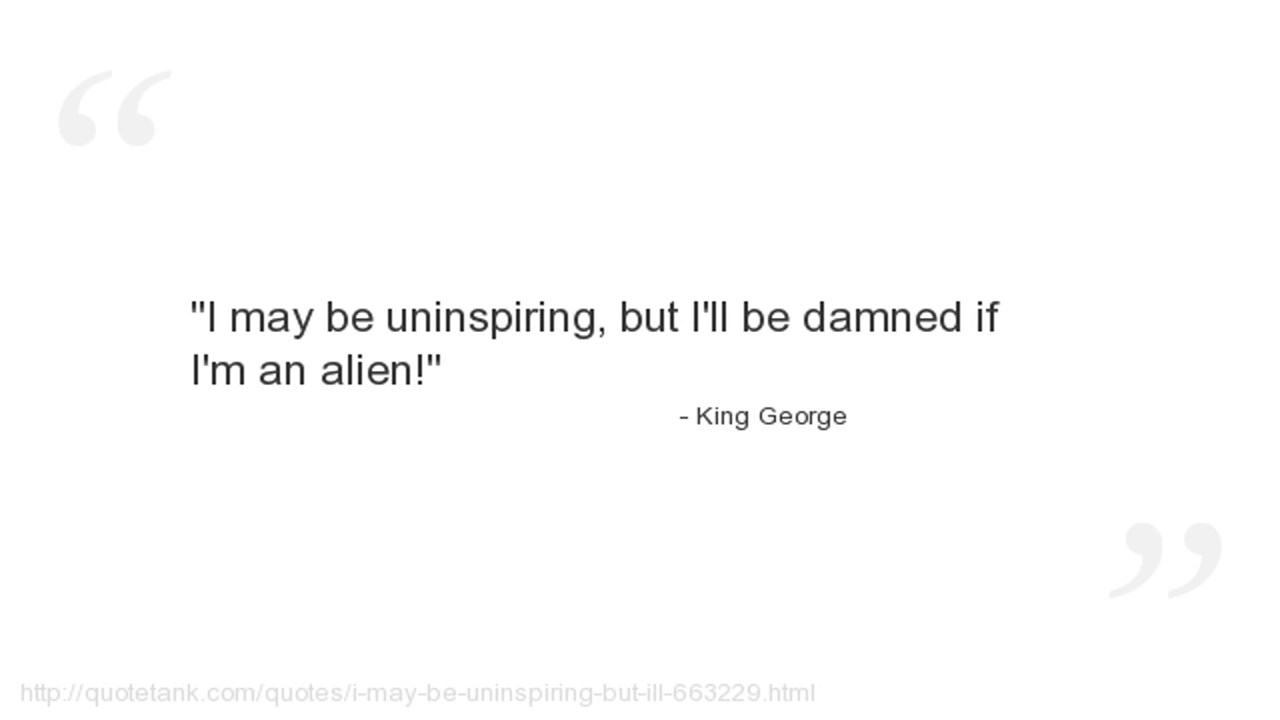 "I may be uninspiring, but I'll be damned if
I'm an alien!"
- King George
http://quotetank.com/quotes/i-may-be-uninspiring-but-ill-663229.html